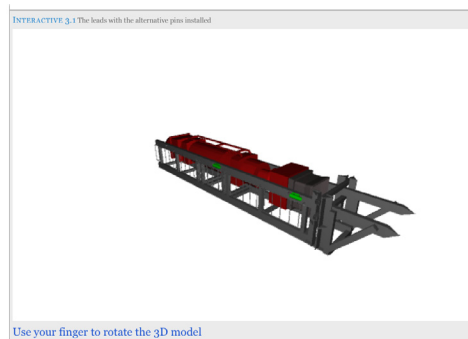 INTERACTIVE 3.1 The leads with the alternative pins installed
Use your finger to rotate the 3D model